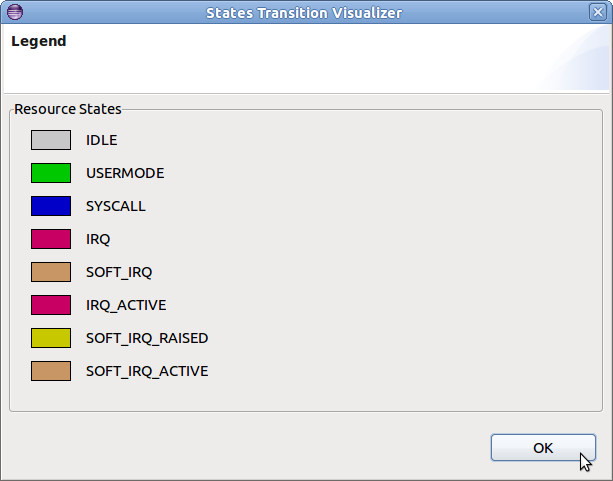 States Transition Visualizer
Legend
Resource States
IDLE
USERMODE
SYSCALL
IRQ
SOFT_IRQ
IRQ_ACTIVE
SOFT_IRQ_RAISED
SOFT_IRQ_ACTIVE
OK